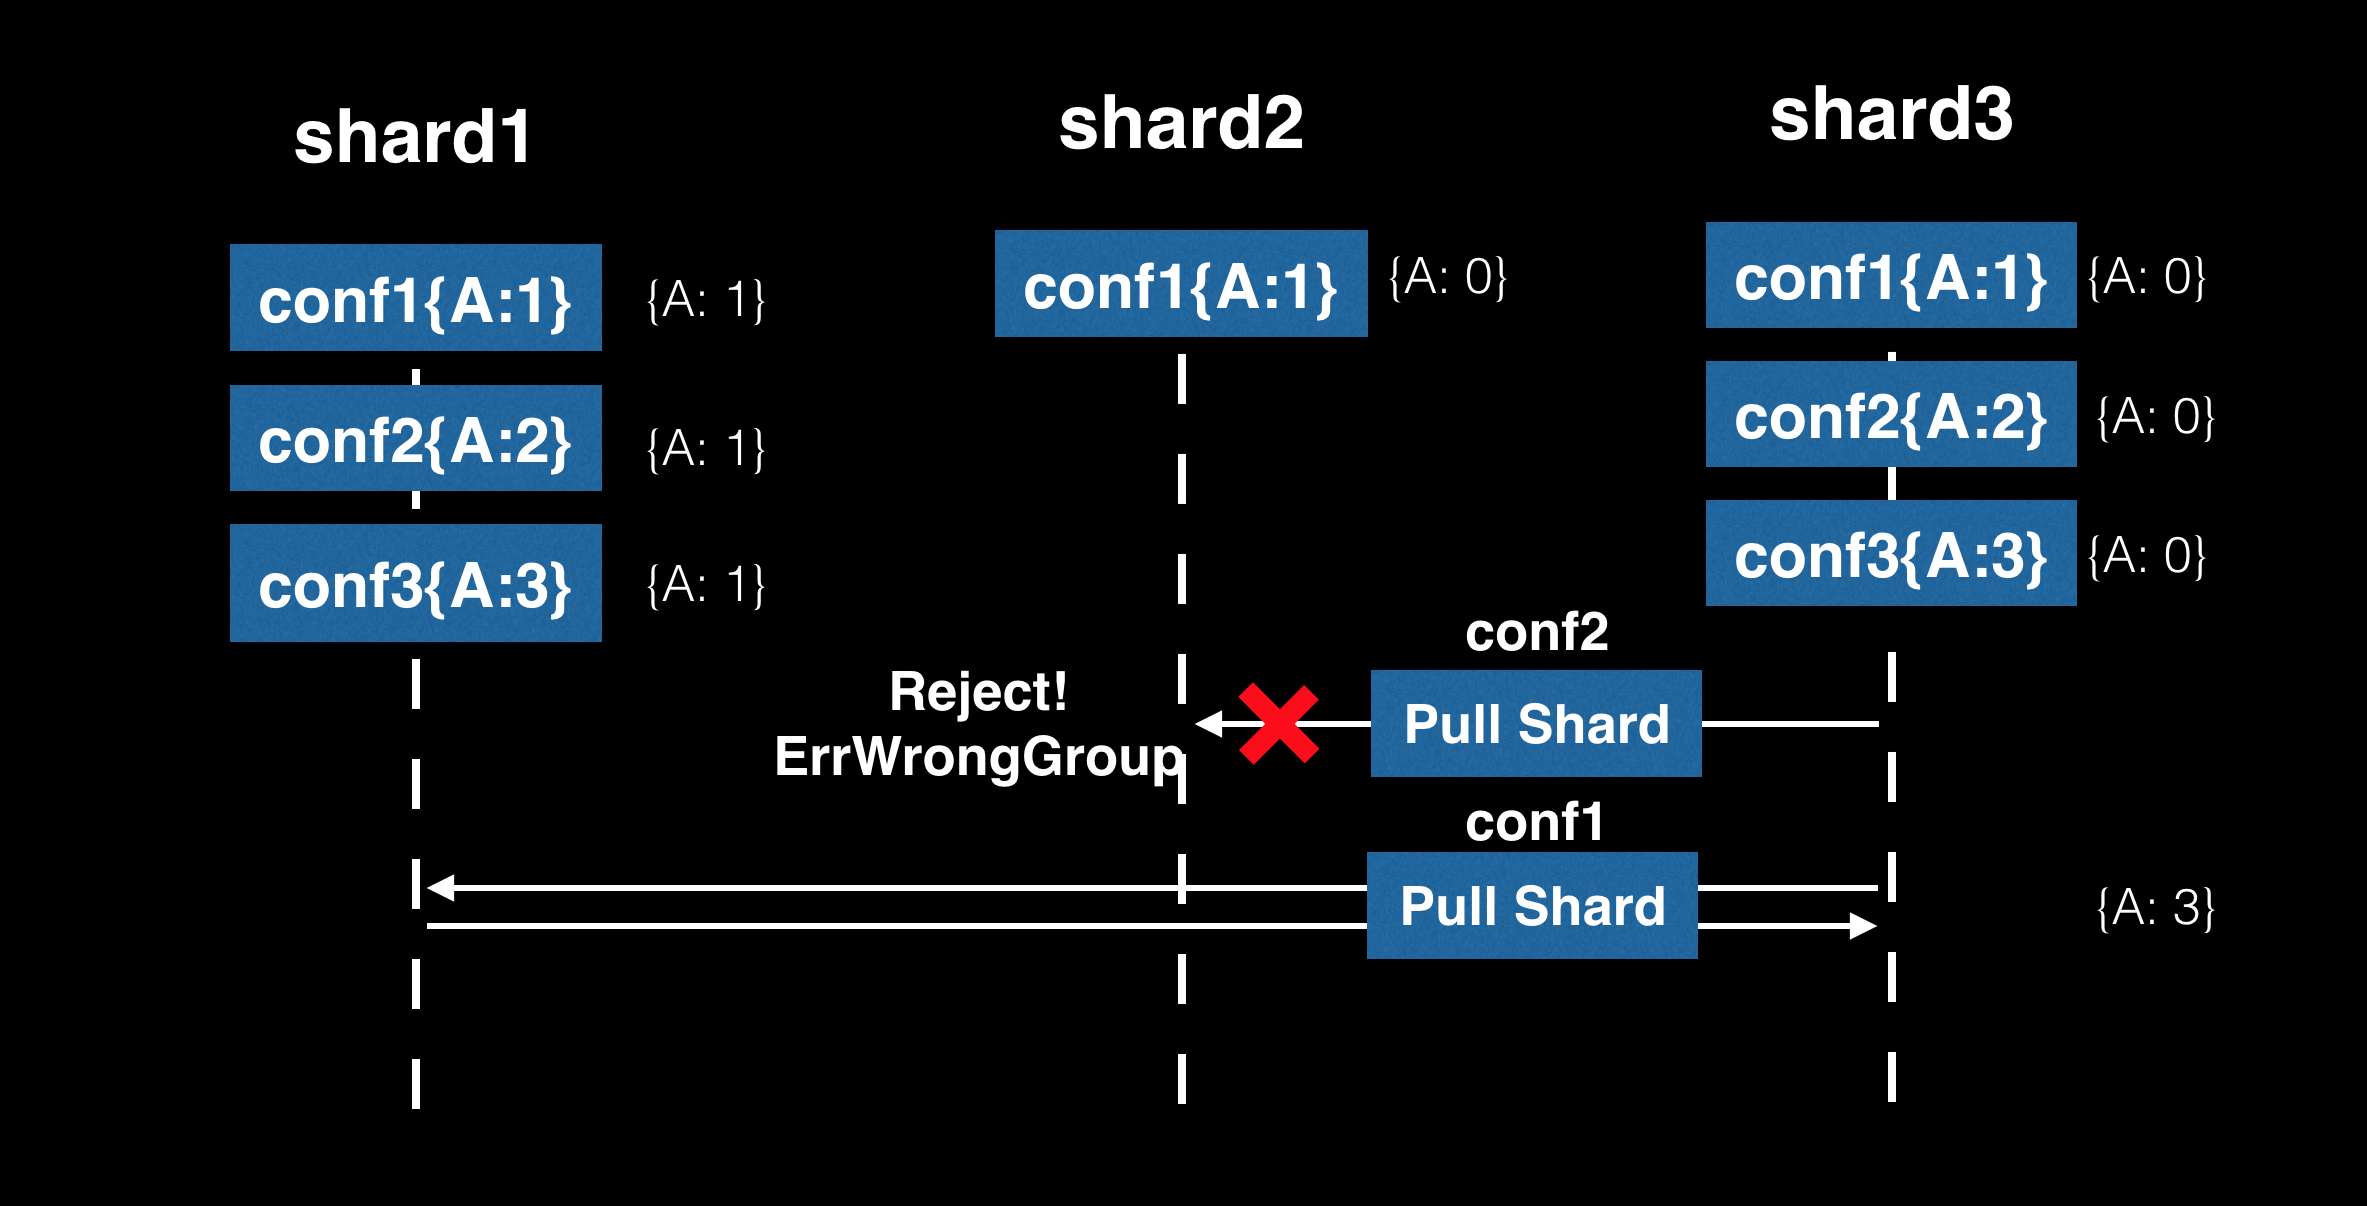 shard1
shard2
shard3
conf1{A:1}
{A: 1}
conf1{A:1}
{A: 0}
conf1{A:1}
{A: 0}
conf2{A:2}
{A: 1}
conf2{A:2}
{A: 0}
conf3{A:3}
{A: 1}
conf3{A:3}
{A: 0}
conf2
Pull Shard
Reject!
ErrWrongGroup
conf1
Pull Shard
{A: 3}